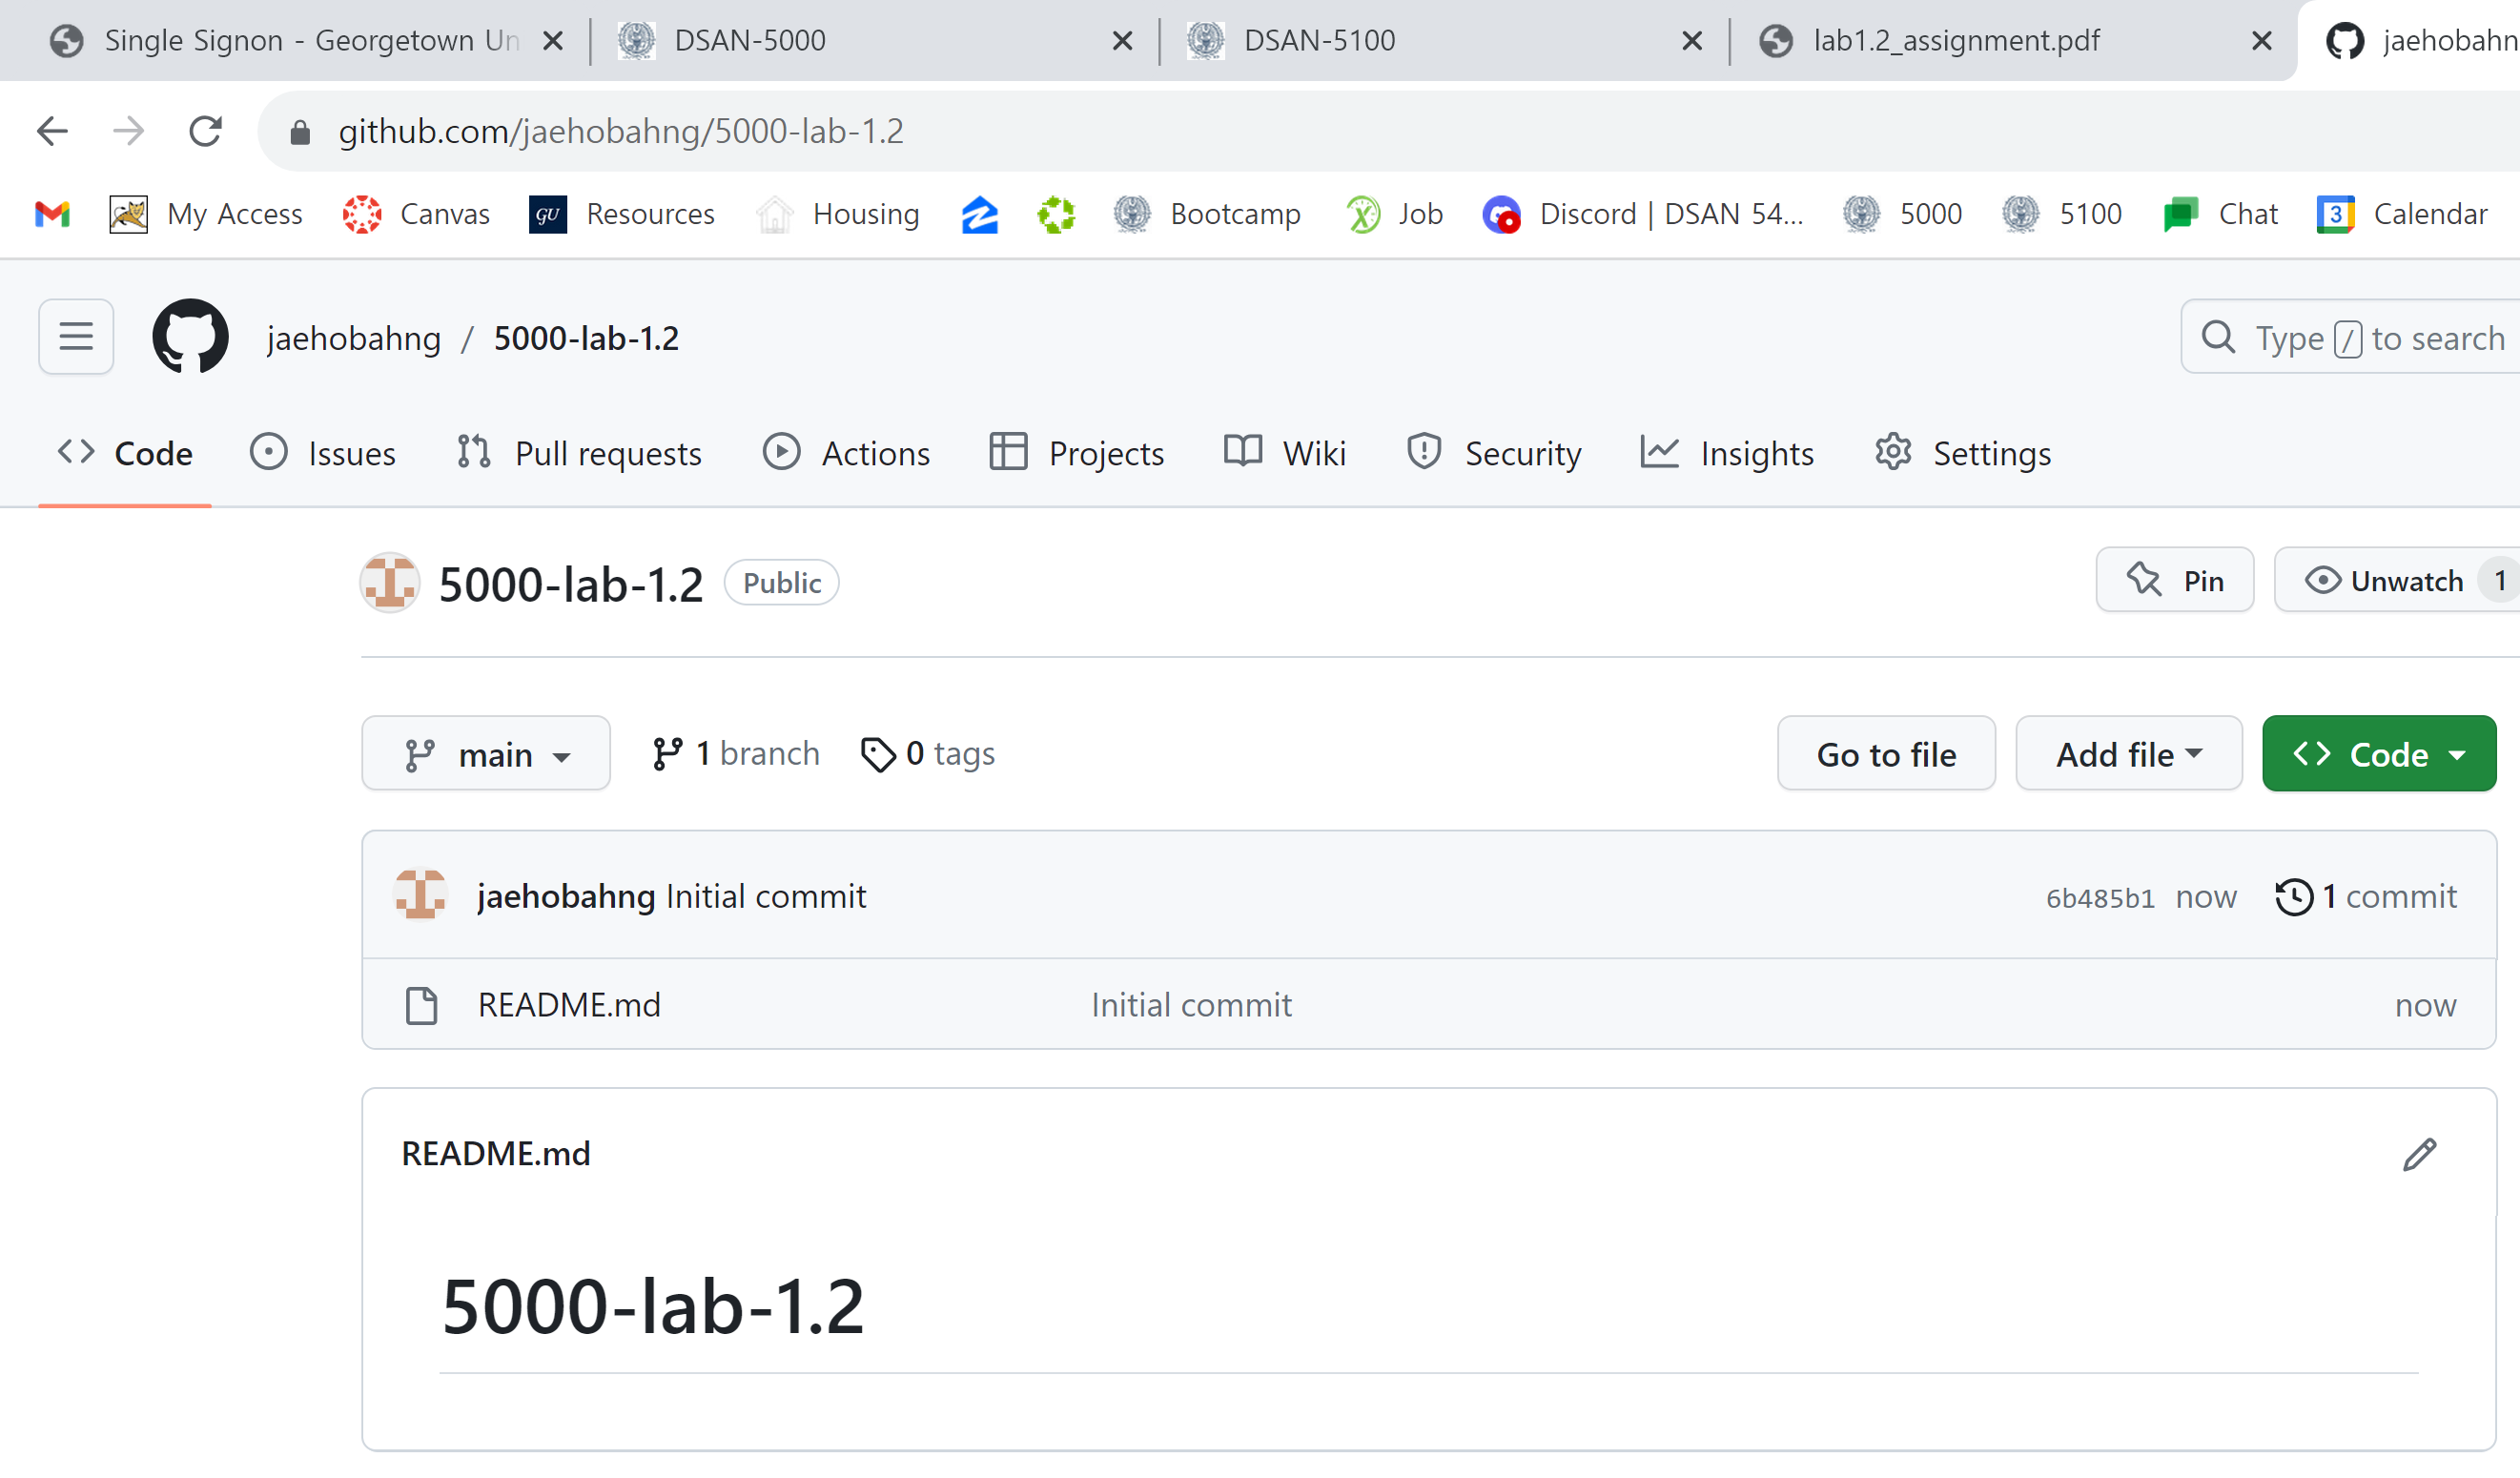 Single Signon - Georgetown Un
DSAN-5000
DSAN-5100
lab1.2_assignment.pdf
jaehobahn
github.com/jaehobahng/5000-lab-1.2
My Access
Canvas
GU Resources
Housing
Bootcamp
Job
Discord | DSAN 54...
5000
5100
Chat
3 Calendar
jaehobahng / 5000-lab-1.2
Type / to search
Code
Issues
Pull requests
Actions
Projects
Wiki
Security
Insights
Settings
5000-lab-1.2 Public
Pin
Unwatch 1
main
1 branch
0 tags
Go to file
Add file
Code
jaehobahng Initial commit
6b485b1 now
1 commit
README.md
Initial commit
now
README.md
5000-lab-1.2